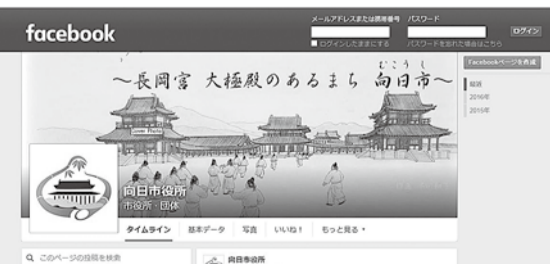 facebook
メールアドレスまたは携帯番号 パスワード
ログイン
ログインしたままにする パスワードを忘れた場合はこちら
Facebookページを作成
最近
2016年
2015年
むこうし
～長岡宮 大極殿のあるまち 向日市～
Cover Photo
向日市役所
市役所・団体
タイムライン 基本データ 写真 いいね！ もっと見る
このページの投稿を検索
向日市役所